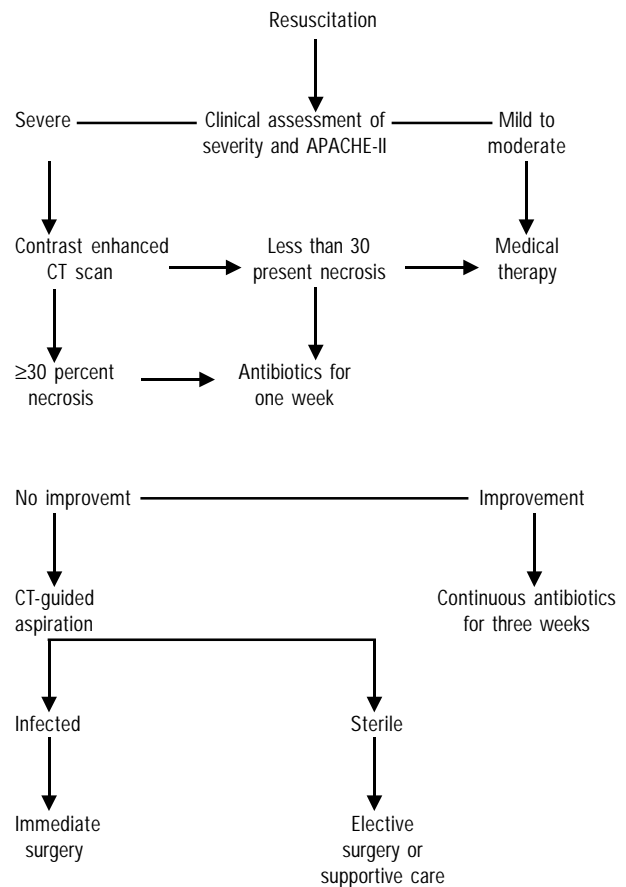 Resuscitation
Severe
Clinical assessment of
severity and APACHE-II
Mild to
moderate
Contrast enhanced
CT scan
Less than 30
present necrosis
Medical
therapy
≥30 percent
necrosis
Antibiotics for
one week
No improvemt
Improvement
CT-guided
aspiration
Continuous antibiotics
for three weeks
Infected
Sterile
Immediate
surgery
Elective
surgery or
supportive care